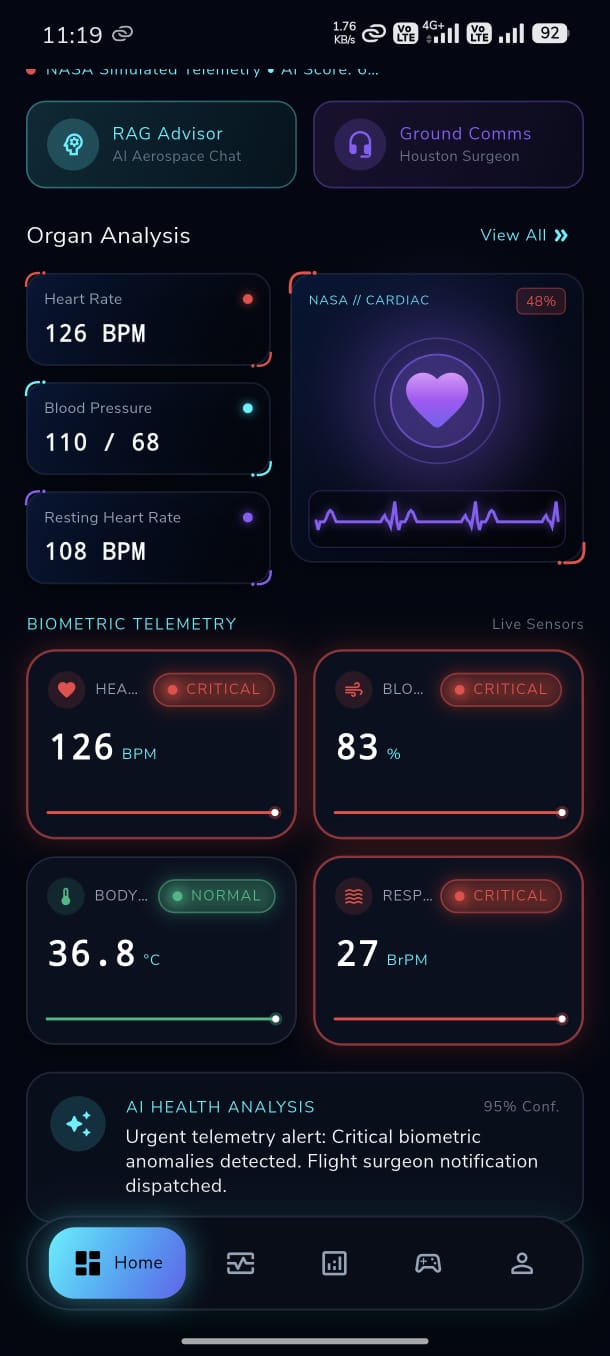 11:19
1.76 KB/s Vo LTE 4G+ Vo LTE 92
NASA Simulated Telemetry • AI Score: 6...
RAG Advisor
AI Aerospace Chat
Ground Comms
Houston Surgeon
Organ Analysis
View All
Heart Rate
126 BPM
Blood Pressure
110 / 68
Resting Heart Rate
108 BPM
NASA // CARDIAC
48%
BIOMETRIC TELEMETRY
Live Sensors
HEA... CRITICAL
126 BPM
BLO... CRITICAL
83 %
BODY... NORMAL
36.8 °C
RESP... CRITICAL
27 BrPM
AI HEALTH ANALYSIS
95% Conf.
Urgent telemetry alert: Critical biometric
anomalies detected. Flight surgeon notification
dispatched.
Home